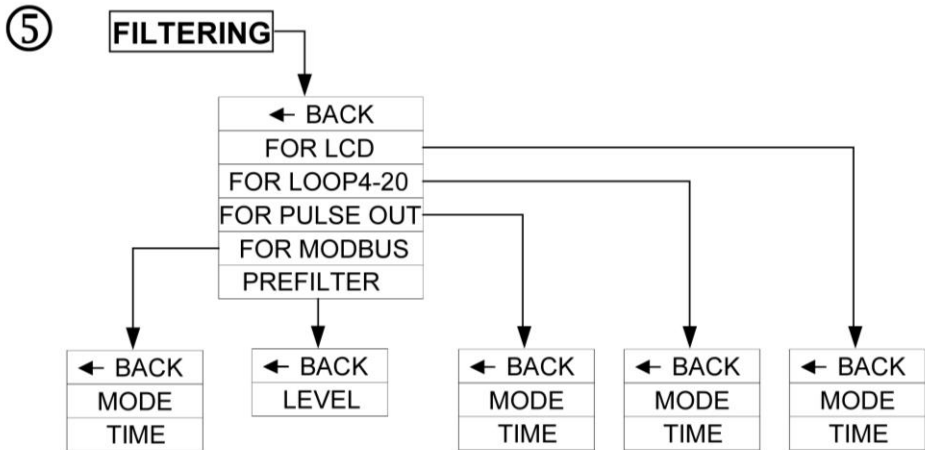 ⑤ FILTERING
← BACK
FOR LCD
FOR LOOP4-20
FOR PULSE OUT
FOR MODBUS
PREFILTER
← BACK
MODE
TIME
← BACK
LEVEL
← BACK
MODE
TIME
← BACK
MODE
TIME
← BACK
MODE
TIME